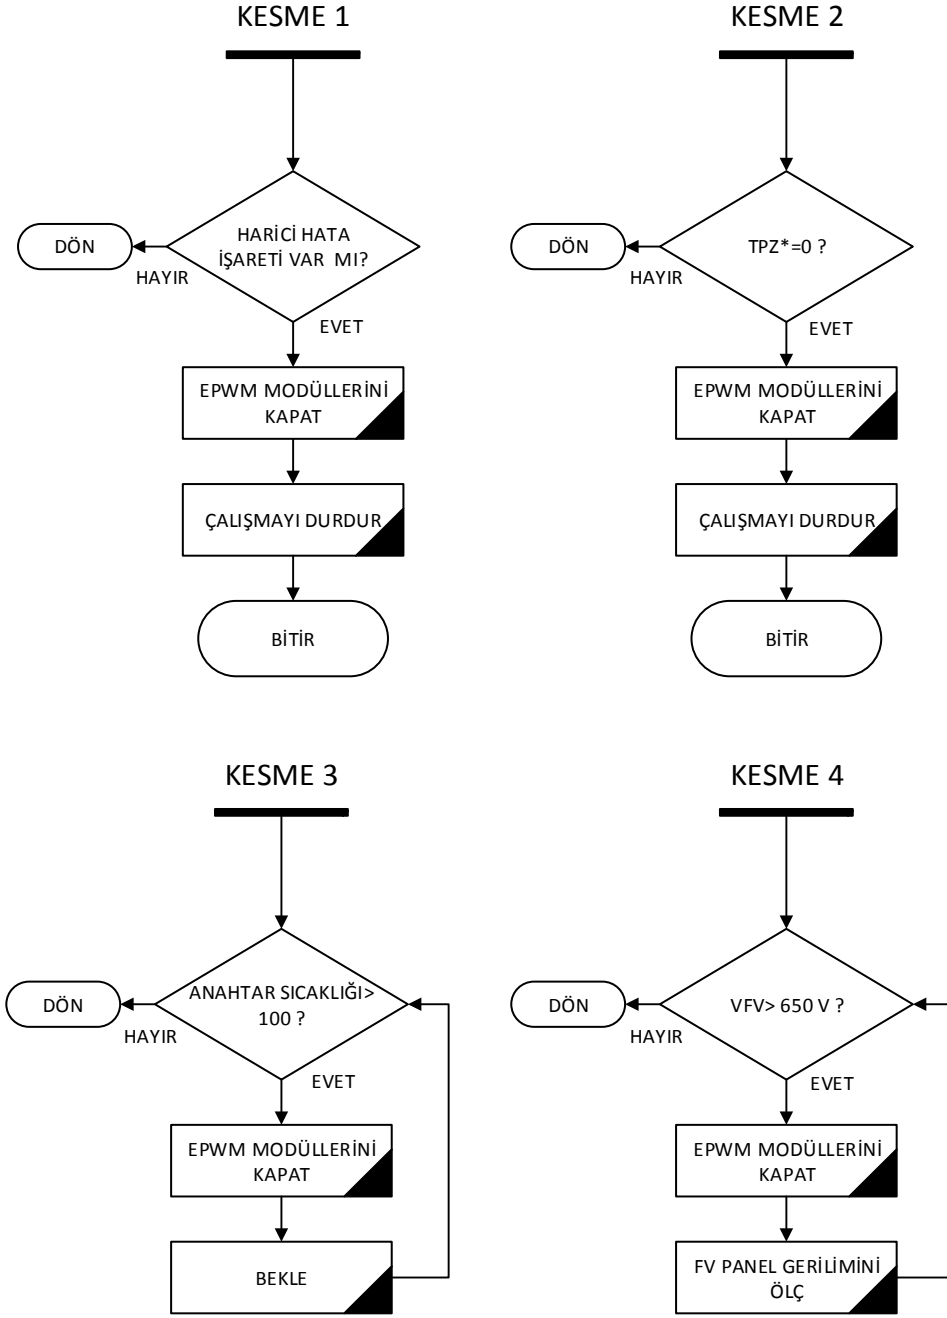 KESME 1
HARİCİ HATA
İŞARETİ VAR MI?
DÖN
HAYIR
EVET
EPWM MODÜLLERİNİ
KAPAT
ÇALIŞMAYI DURDUR
BİTİR
KESME 2
TPZ*=0 ?
DÖN
HAYIR
EVET
EPWM MODÜLLERİNİ
KAPAT
ÇALIŞMAYI DURDUR
BİTİR
KESME 3
ANAHTAR SICAKLIĞI>
100 ?
DÖN
HAYIR
EVET
EPWM MODÜLLERİNİ
KAPAT
BEKLE
KESME 4
VFV> 650 V ?
DÖN
HAYIR
EVET
EPWM MODÜLLERİNİ
KAPAT
FV PANEL GERİLİMİNİ
ÖLÇ